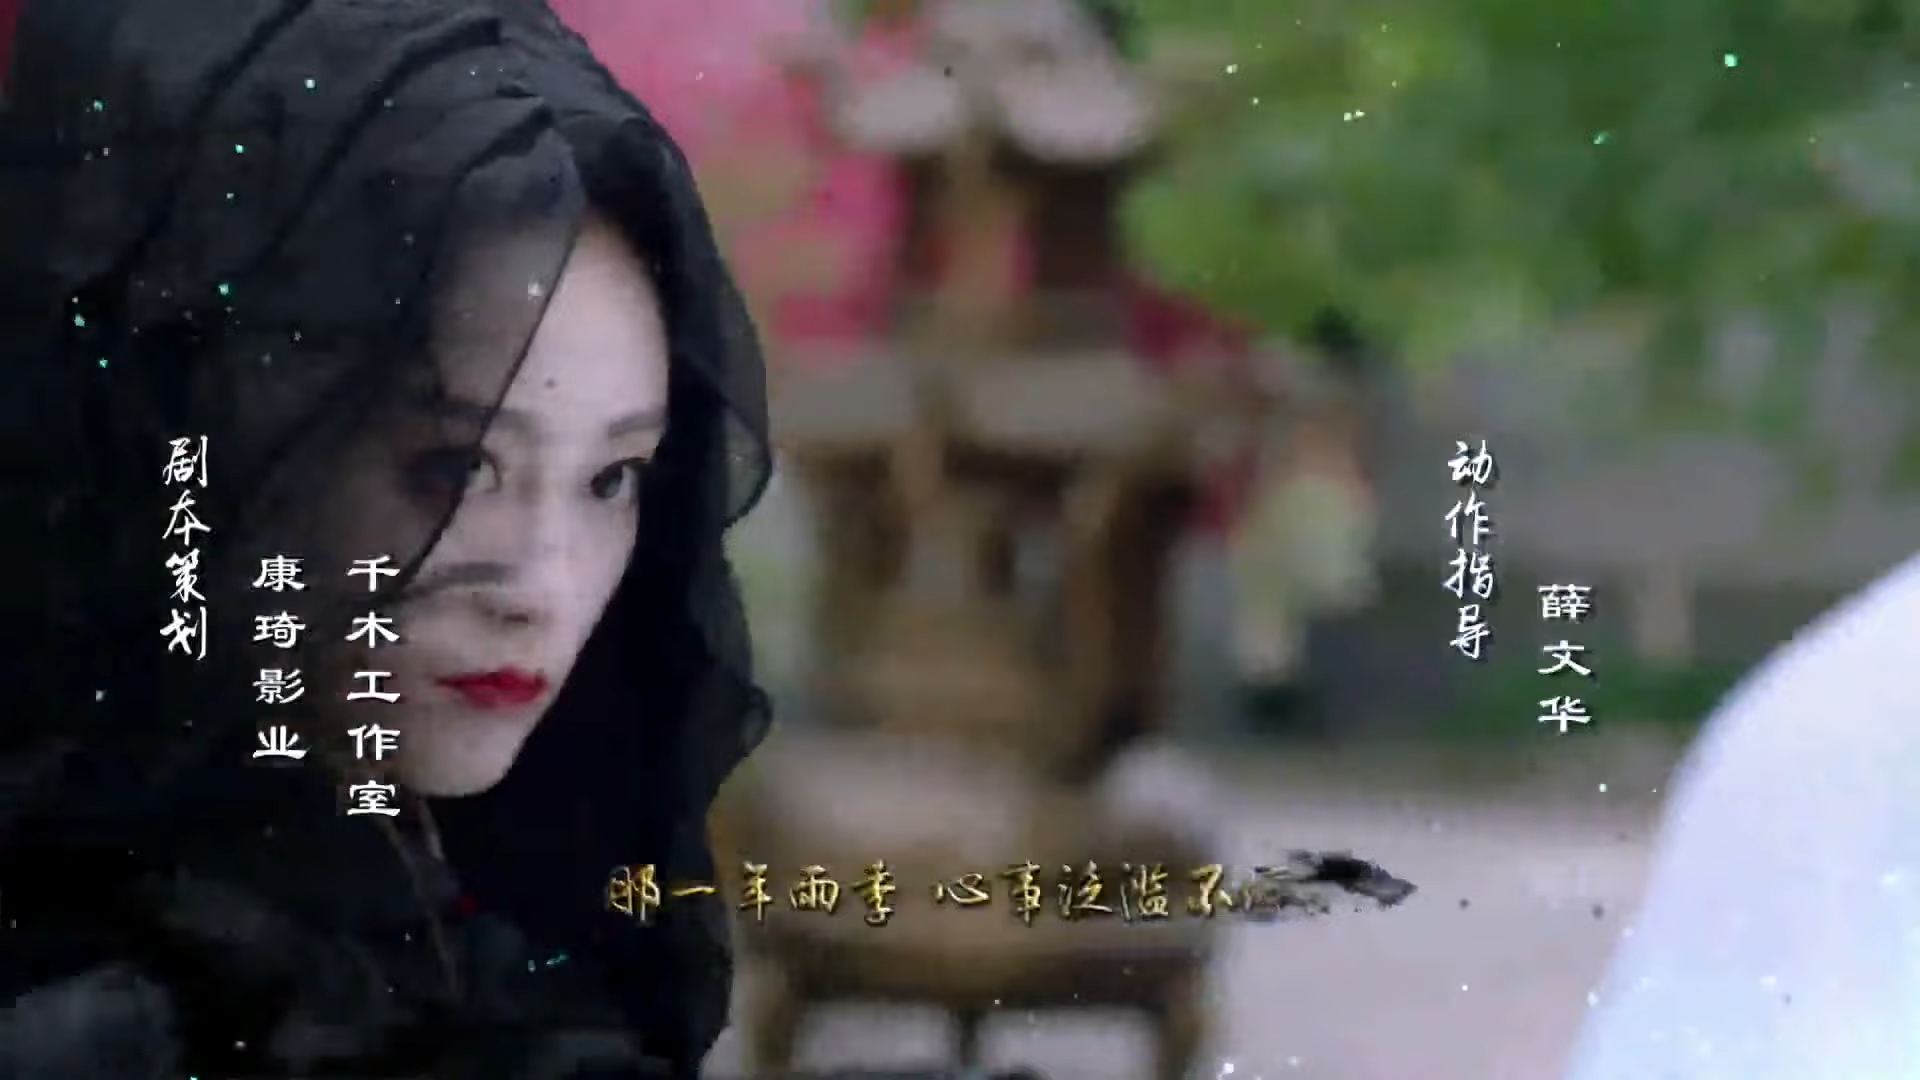 剧本策划
康琦影业
千木工作室
动作指导
薛文华
那一年雨季 心事泛滥不